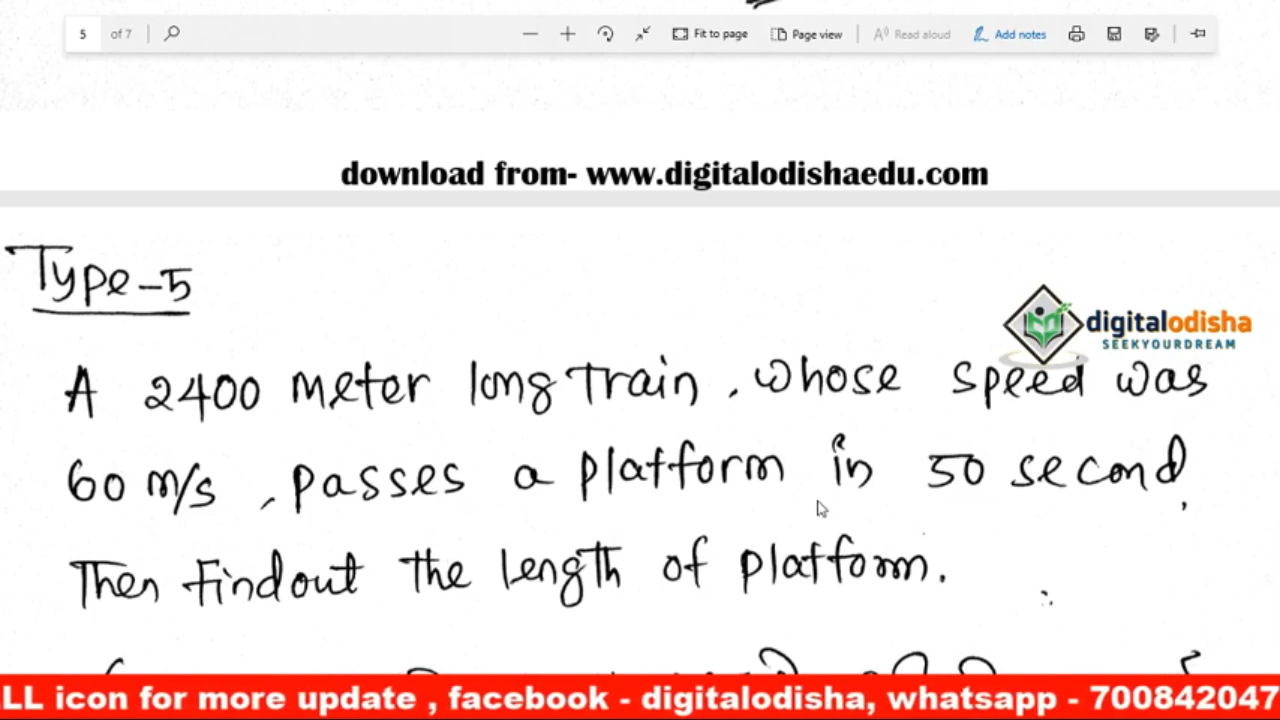 5 of 7 Fit to page Page view Read aloud Add notes
download from- www.digitalodishaedu.com
Type-5
digitalodisha
SEEKYOURDREAM
A 2400 meter long Train, whose speed was
60 m/s, passes a platform in 50 second,
Then Findout the length of platform.
LL icon for more update , facebook - digitalodisha, whatsapp - 700842047